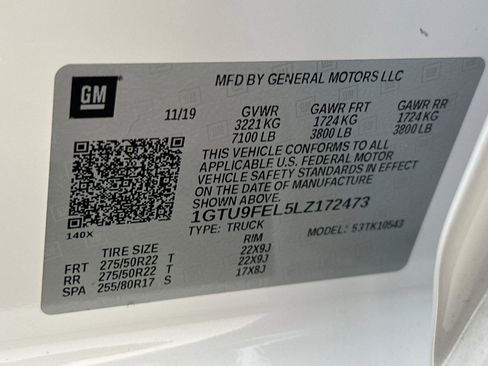 MFD BY GENERAL MOTORS LLC
GM
11/19 GVWR GAWR FRT GAWR RR
3221 KG 1724 KG 1724 KG
7100 LB 3800 LB 3800 LB
THIS VEHICLE CONFORMS TO ALL
APPLICABLE U.S. FEDERAL MOTOR
VEHICLE SAFETY STANDARDS IN EFFECT
ON THE DATE OF MANUFACTURE
1GTU9FEL5LZ172473
140X
TYPE: TRUCK MODEL: 53TK10543
TIRE SIZE RIM
FRT 275/50R22 T 22X9J
RR 275/50R22 T 22X9J
SPA 255/80R17 S 17X8J